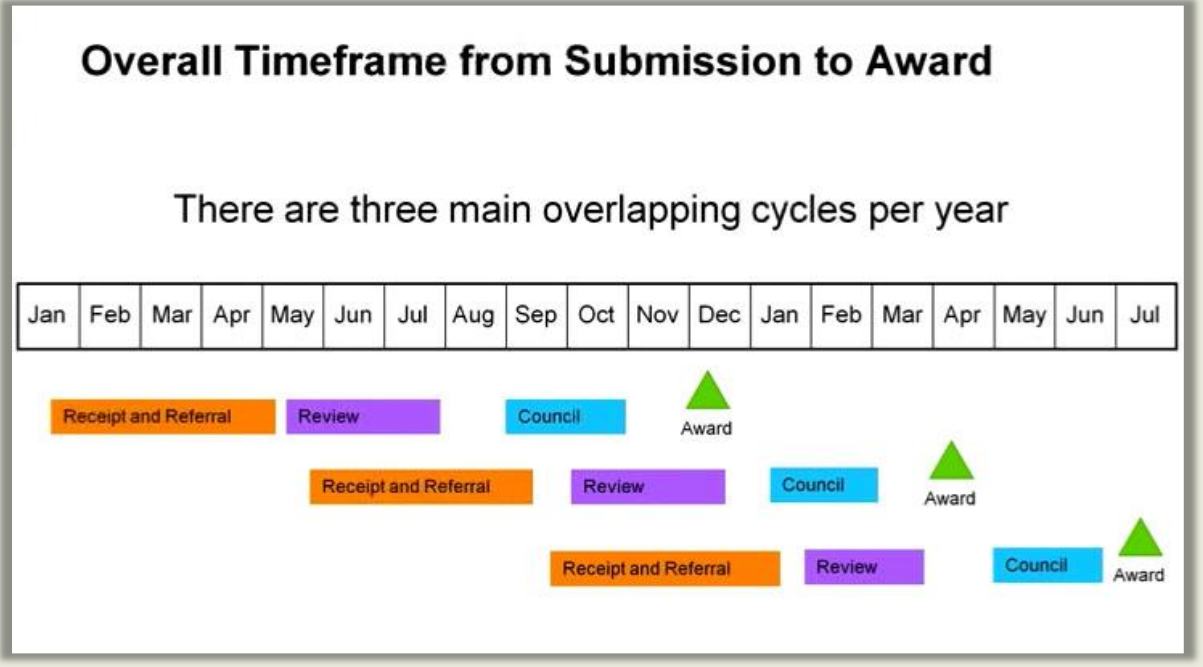 Overall Timeframe from Submission to Award
There are three main overlapping cycles per year
Jan Feb Mar Apr May Jun Jul Aug Sep Oct Nov Dec Jan Feb Mar Apr May Jun Jul
Receipt and Referral Review Council
Award
Receipt and Referral Review Council
Award
Receipt and Referral Review Council
Award